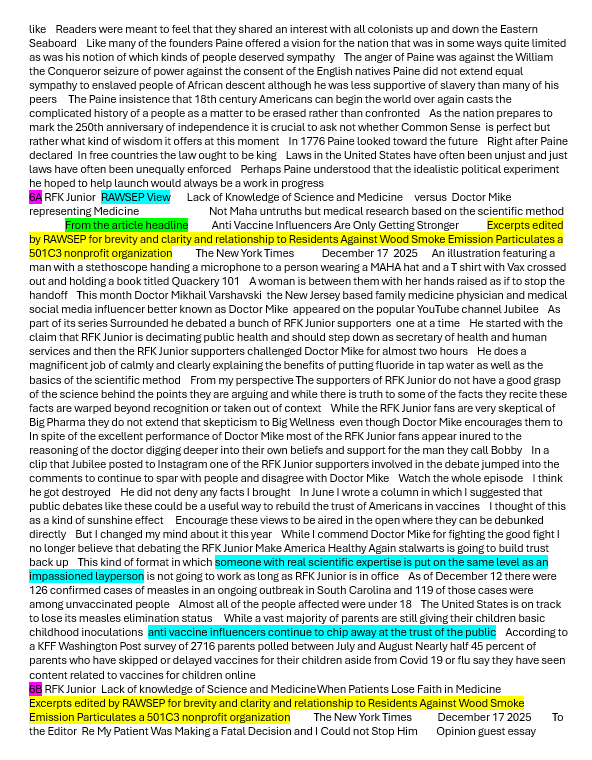 like Readers were meant to feel that they shared an interest with all colonists up and down the Eastern
Seaboard Like many of the founders Paine offered a vision for the nation that was in some ways quite limited
as was his notion of which kinds of people deserved sympathy The anger of Paine was against the William
the Conqueror seizure of power against the consent of the English natives Paine did not extend equal
sympathy to enslaved people of African descent although he was less supportive of slavery than many of his
peers The Paine insistence that 18th century Americans can begin the world over again casts the
complicated history of a people as a matter to be erased rather than confronted As the nation prepares to
mark the 250th anniversary of independence it is crucial to ask not whether Common Sense is perfect but
rather what kind of wisdom it offers at this moment In 1776 Paine looked toward the future Right after Paine
declared In free countries the law ought to be king Laws in the United States have often been unjust and just
laws have often been unequally enforced Perhaps Paine understood that the idealistic political experiment
he hoped to help launch would always be a work in progress
6A RFK Junior RAWSEP View Lack of Knowledge of Science and Medicine versus Doctor Mike
representing Medicine Not Maha untruths but medical research based on the scientific method
From the article headline Anti Vaccine Influencers Are Only Getting Stronger Excerpts edited
by RAWSEP for brevity and clarity and relationship to Residents Against Wood Smoke Emission Particulates a
501C3 nonprofit organization The New York Times December 17 2025 An illustration featuring a
man with a stethoscope handing a microphone to a person wearing a MAHA hat and a T shirt with Vax crossed
out and holding a book titled Quackery 101 A woman is between them with her hands raised as if to stop the
handoff This month Doctor Mikhail Varshavski the New Jersey based family medicine physician and medical
social media influencer better known as Doctor Mike appeared on the popular YouTube channel Jubilee As
part of its series Surrounded he debated a bunch of RFK Junior supporters one at a time He started with the
claim that RFK Junior is decimating public health and should step down as secretary of health and human
services and then the RFK Junior supporters challenged Doctor Mike for almost two hours He does a
magnificent job of calmly and clearly explaining the benefits of putting fluoride in tap water as well as the
basics of the scientific method From my perspective The supporters of RFK Junior do not have a good grasp
of the science behind the points they are arguing and while there is truth to some of the facts they recite these
facts are warped beyond recognition or taken out of context While the RFK Junior fans are very skeptical of
Big Pharma they do not extend that skepticism to Big Wellness even though Doctor Mike encourages them to
In spite of the excellent performance of Doctor Mike most of the RFK Junior fans appear inured to the
reasoning of the doctor digging deeper into their own beliefs and support for the man they call Bobby In a
clip that Jubilee posted to Instagram one of the RFK Junior supporters involved in the debate jumped into the
comments to continue to spar with people and disagree with Doctor Mike Watch the whole episode I think
he got destroyed He did not deny any facts I brought In June I wrote a column in which I suggested that
public debates like these could be a useful way to rebuild the trust of Americans in vaccines I thought of this
as a kind of sunshine effect Encourage these views to be aired in the open where they can be debunked
directly But I changed my mind about it this year While I commend Doctor Mike for fighting the good fight I
no longer believe that debating the RFK Junior Make America Healthy Again stalwarts is going to build trust
back up This kind of format in which someone with real scientific expertise is put on the same level as an
impassioned layperson is not going to work as long as RFK Junior is in office As of December 12 there were
126 confirmed cases of measles in an ongoing outbreak in South Carolina and 119 of those cases were
among unvaccinated people Almost all of the people affected were under 18 The United States is on track
to lose its measles elimination status While a vast majority of parents are still giving their children basic
childhood inoculations anti vaccine influencers continue to chip away at the trust of the public According to
a KFF Washington Post survey of 2716 parents polled between July and August Nearly half 45 percent of
parents who have skipped or delayed vaccines for their children aside from Covid 19 or flu say they have seen
content related to vaccines for children online
6B RFK Junior Lack of knowledge of Science and MedicineWhen Patients Lose Faith in Medicine
Excerpts edited by RAWSEP for brevity and clarity and relationship to Residents Against Wood Smoke
Emission Particulates a 501C3 nonprofit organization The New York Times December 17 2025 To
the Editor Re My Patient Was Making a Fatal Decision and I Could not Stop Him Opinion guest essay